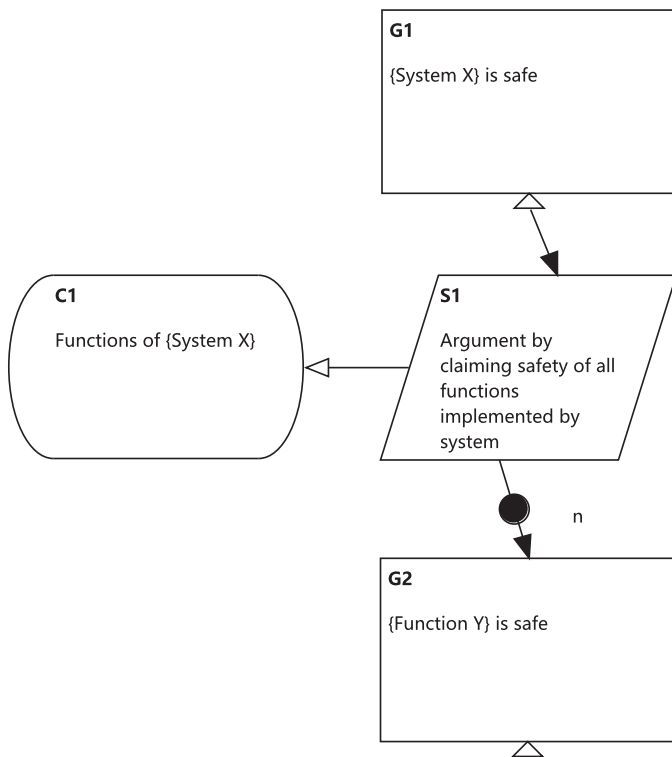 G1
{System X} is safe
C1
Functions of {System X}
S1
Argument by
claiming safety of all
functions
implemented by
system
n
G2
{Function Y} is safe